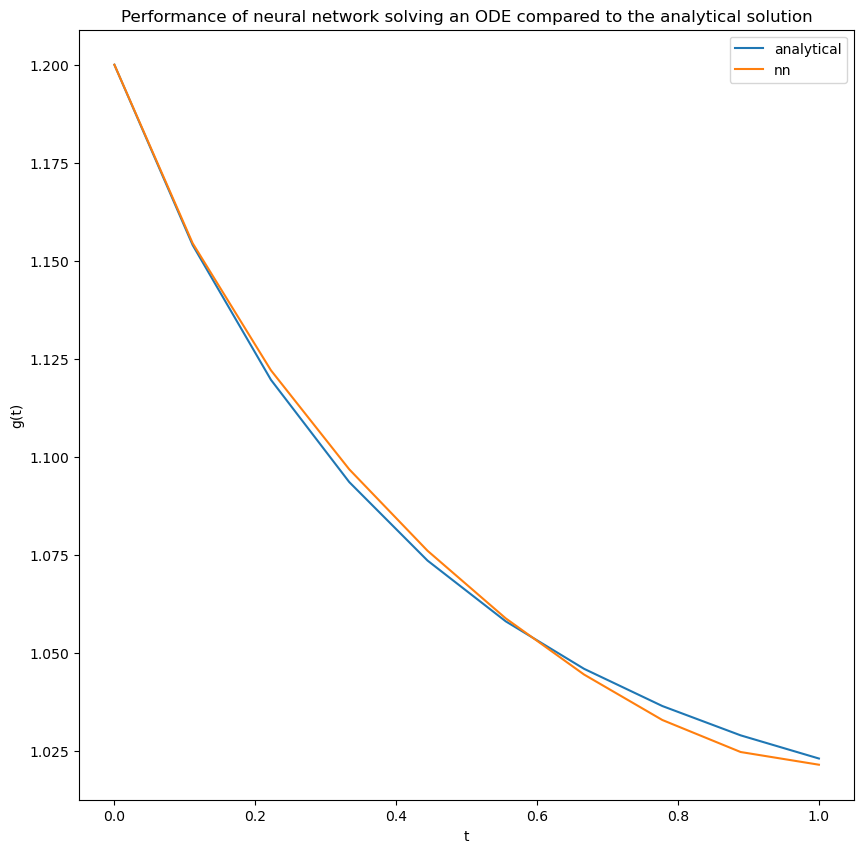 Performance of neural network solving an ODE compared to the analytical solution
analytical
nn
1.200
1.175
1.150
1.125
1.100
1.075
1.050
1.025
g(t)
0.0 0.2 0.4 0.6 0.8 1.0
t